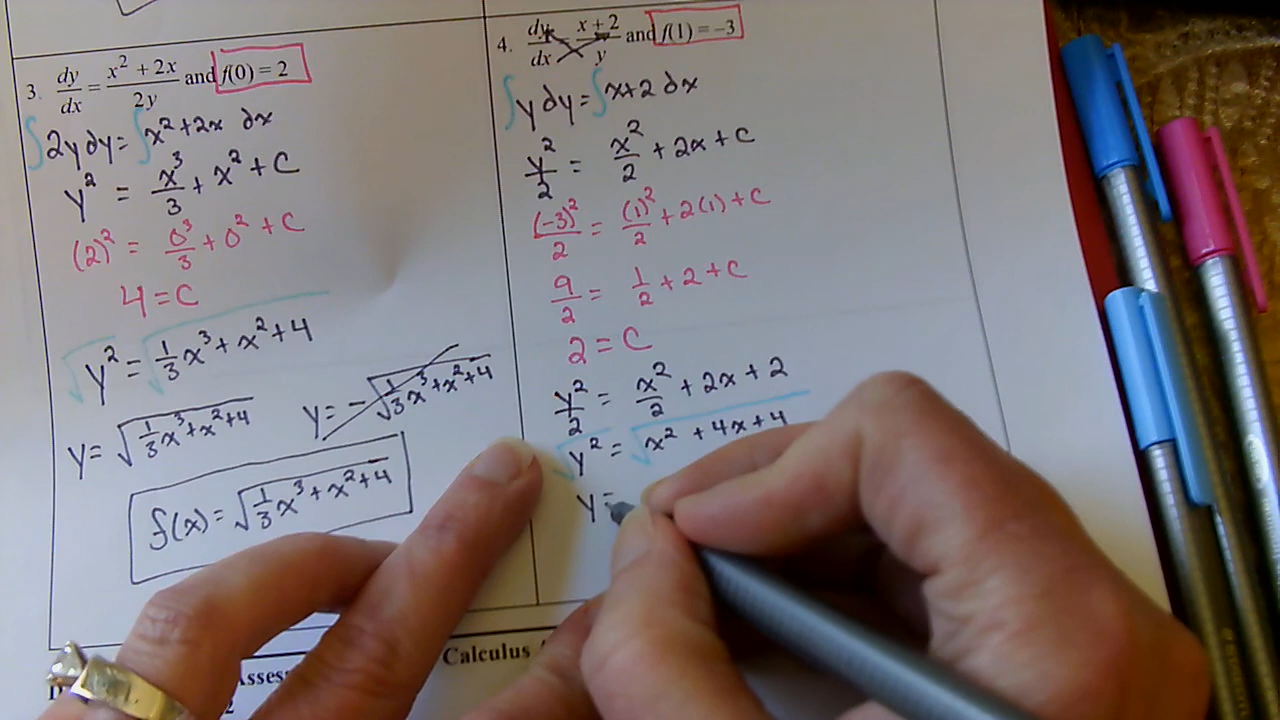 3. dy/dx = x² + 2x / 2y and f(0) = 2
∫2y dy = ∫x² + 2x dx
y² = x³/3 + x² + C
(2)² = 0³/3 + 0² + C
4 = C
√y² = √1/3x³ + x² + 4
y = √1/3x³ + x² + 4 y = -√1/3x³ + x² + 4
f(x) = √1/3x³ + x² + 4
4. dy/dx = x + 2 / y and f(1) = –3
∫y dy = ∫x+2 dx
y²/2 = x²/2 + 2x + C
(-3)²/2 = (1)²/2 + 2(1) + C
9/2 = 1/2 + 2 + C
2 = C
y²/2 = x²/2 + 2x + 2
√y² = √x² + 4x + 4
y =
Calculus